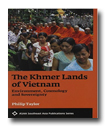 The Khmer Lands
of Vietnam
Environment, Cosmology
and Sovereignty
Philip Taylor